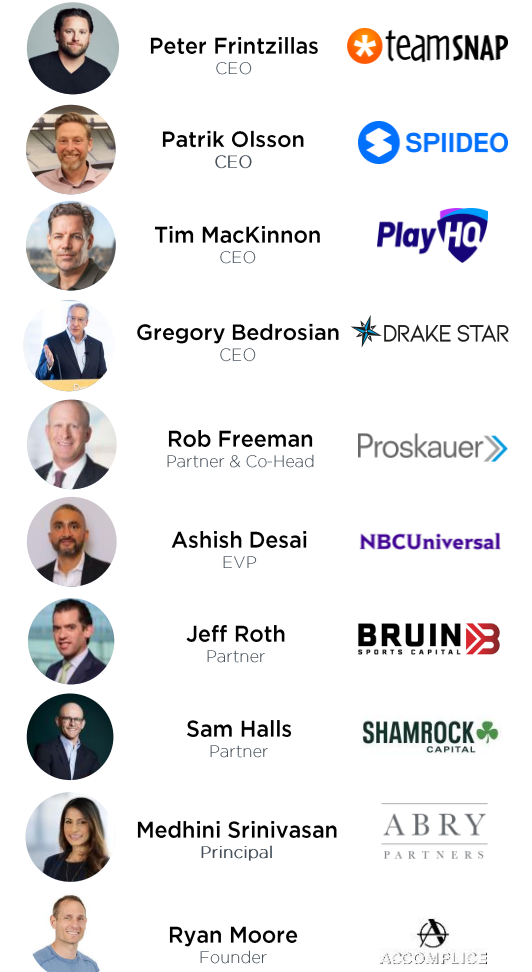 Peter Frintzillas
CEO
teamSNAP
Patrik Olsson
CEO
SPIIDEO
Tim MacKinnon
CEO
PlayHQ
Gregory Bedrosian
CEO
DRAKE STAR
Rob Freeman
Partner & Co-Head
Proskauer
Ashish Desai
EVP
NBCUniversal
Jeff Roth
Partner
BRUIN
SPORTS CAPITAL
Sam Halls
Partner
SHAMROCK
CAPITAL
Medhini Srinivasan
Principal
ABRY
PARTNERS
Ryan Moore
Founder
ACCOMPLICE